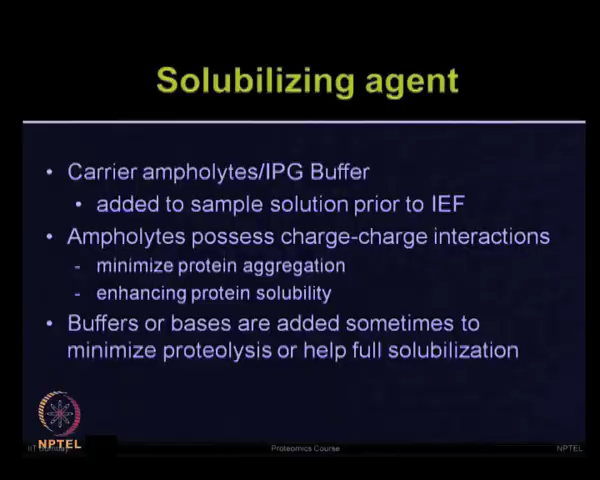 Solubilizing agent
• Carrier ampholytes/IPG Buffer
• added to sample solution prior to IEF
• Ampholytes possess charge-charge interactions
- minimize protein aggregation
- enhancing protein solubility
• Buffers or bases are added sometimes to
minimize proteolysis or help full solubilization
NPTEL
IIT Bombay
Proteomics Course
NPTEL